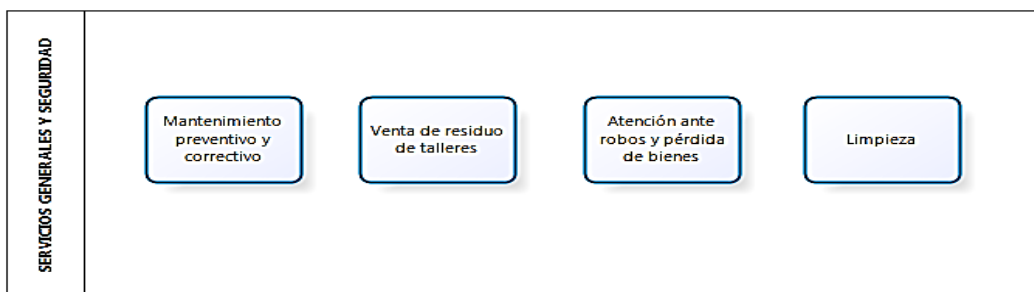 SERVICIOS GENERALES Y SEGURIDAD
Mantenimiento
preventivo y
correctivo
Venta de residuo
de talleres
Atención ante
robos y pérdida
de bienes
Limpieza